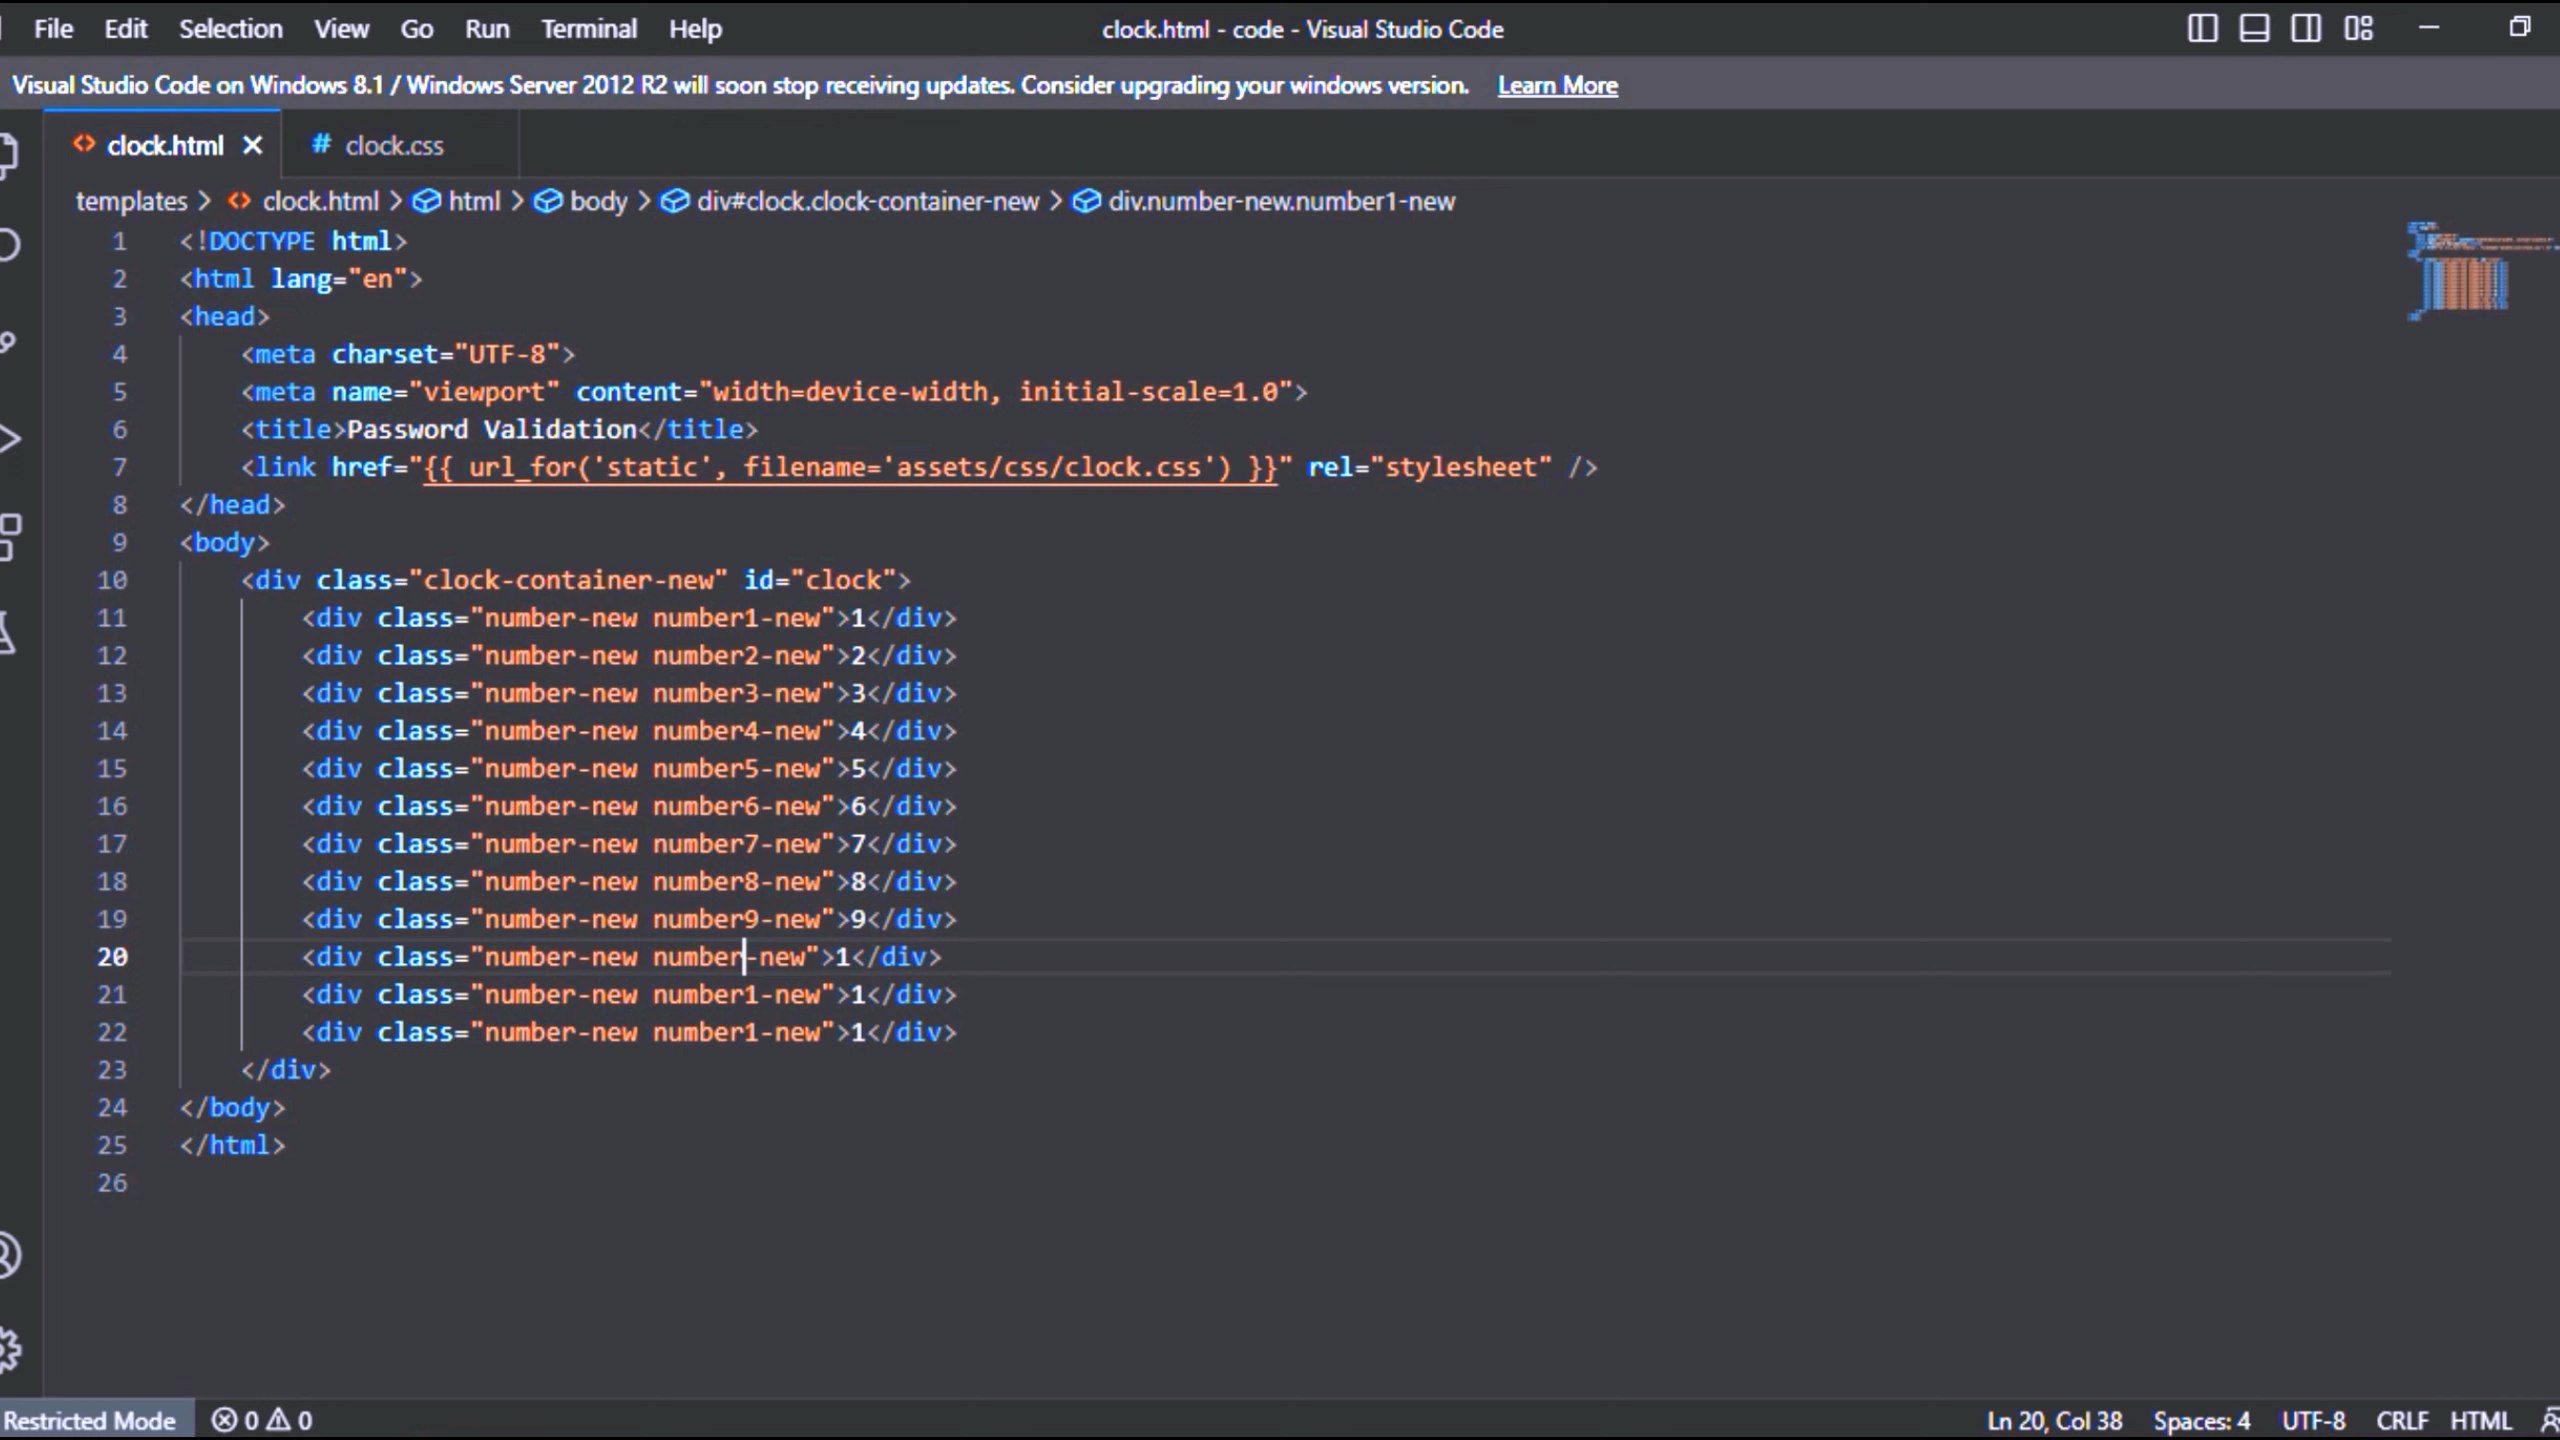 File Edit Selection View Go Run Terminal Help clock.html - code - Visual Studio Code
Visual Studio Code on Windows 8.1 / Windows Server 2012 R2 will soon stop receiving updates. Consider upgrading your windows version. Learn More
clock.html # clock.css
templates > clock.html > html > body > div#clock.clock-container-new > div.number-new.number1-new
1 <!DOCTYPE html>
2 <html lang="en">
3 <head>
4 <meta charset="UTF-8">
5 <meta name="viewport" content="width=device-width, initial-scale=1.0">
6 <title>Password Validation</title>
7 <link href="{{ url_for('static', filename='assets/css/clock.css') }}" rel="stylesheet" />
8 </head>
9 <body>
10 <div class="clock-container-new" id="clock">
11 <div class="number-new number1-new">1</div>
12 <div class="number-new number2-new">2</div>
13 <div class="number-new number3-new">3</div>
14 <div class="number-new number4-new">4</div>
15 <div class="number-new number5-new">5</div>
16 <div class="number-new number6-new">6</div>
17 <div class="number-new number7-new">7</div>
18 <div class="number-new number8-new">8</div>
19 <div class="number-new number9-new">9</div>
20 <div class="number-new number-new">1</div>
21 <div class="number-new number1-new">1</div>
22 <div class="number-new number1-new">1</div>
23 </div>
24 </body>
25 </html>
26
Restricted Mode 0 0 Ln 20, Col 38 Spaces: 4 UTF-8 CRLF HTML